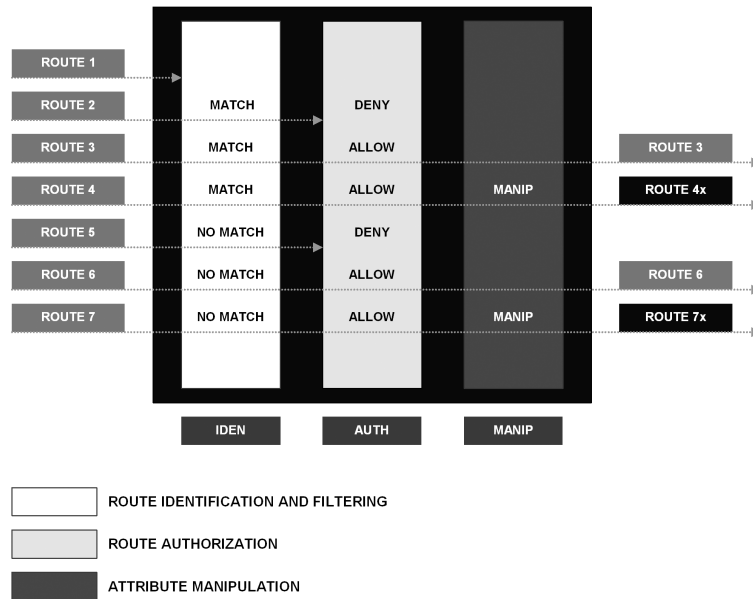 ROUTE 1
ROUTE 2 MATCH DENY
ROUTE 3 MATCH ALLOW ROUTE 3
ROUTE 4 MATCH ALLOW MANIP ROUTE 4x
ROUTE 5 NO MATCH DENY
ROUTE 6 NO MATCH ALLOW ROUTE 6
ROUTE 7 NO MATCH ALLOW MANIP ROUTE 7x
IDEN AUTH MANIP
ROUTE IDENTIFICATION AND FILTERING
ROUTE AUTHORIZATION
ATTRIBUTE MANIPULATION